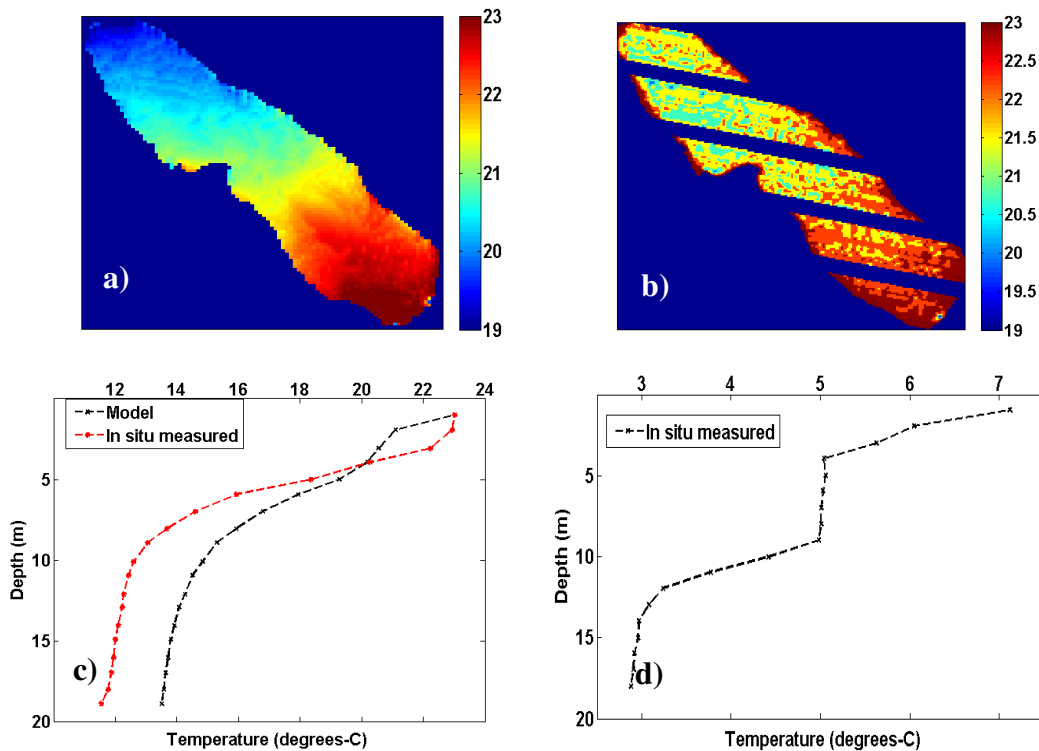 23
22
21
20
19
a)
23
22.5
22
21.5
21
20.5
20
19.5
19
b)
12 14 16 18 20 22 24
Model
In situ measured
5
10
15
20
Depth (m)
c)
Temperature (degrees-C)
3 4 5 6 7
In situ measured
5
10
15
20
Depth (m)
d)
Temperature (degrees-C)